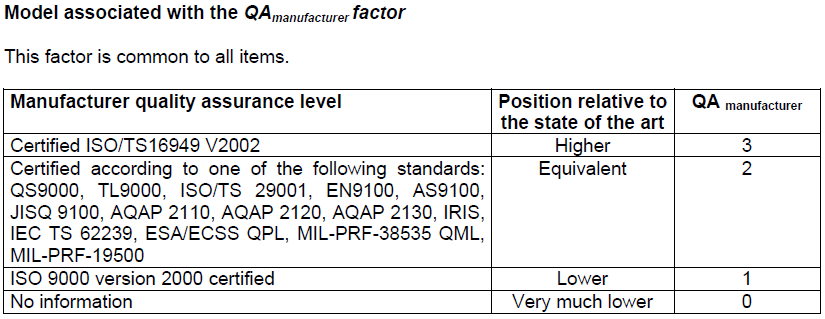 Model associated with the QA manufacturer factor
This factor is common to all items.
Manufacturer quality assurance level Position relative to the state of the art QA manufacturer
Certified ISO/TS16949 V2002 Higher 3
Certified according to one of the following standards: Equivalent 2
QS9000, TL9000, ISO/TS 29001, EN9100, AS9100,
JISQ 9100, AQAP 2110, AQAP 2120, AQAP 2130, IRIS,
IEC TS 62239, ESA/ECSS QPL, MIL-PRF-38535 QML,
MIL-PRF-19500
ISO 9000 version 2000 certified Lower 1
No information Very much lower 0